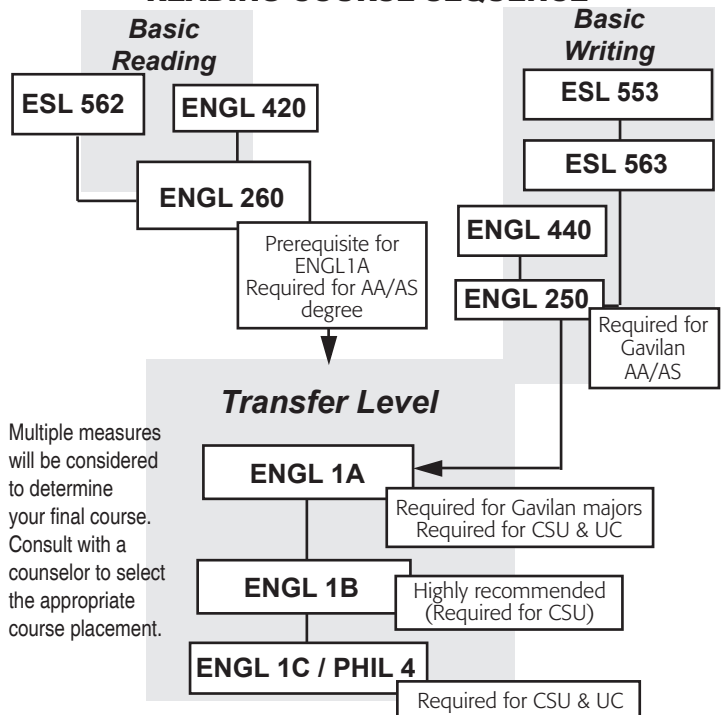 READING COURSE SEQUENCE
Basic
Reading
ESL 562
ENGL 420
ENGL 260
Prerequisite for
ENGL1A
Required for AA/AS
degree
Basic
Writing
ESL 553
ESL 563
ENGL 440
ENGL 250
Required for
Gavilan
AA/AS
Transfer Level
Multiple measures
will be considered
to determine
your final course.
Consult with a
counselor to select
the appropriate
course placement.
ENGL 1A
Required for Gavilan majors
Required for CSU & UC
ENGL 1B
Highly recommended
(Required for CSU)
ENGL 1C / PHIL 4
Required for CSU & UC